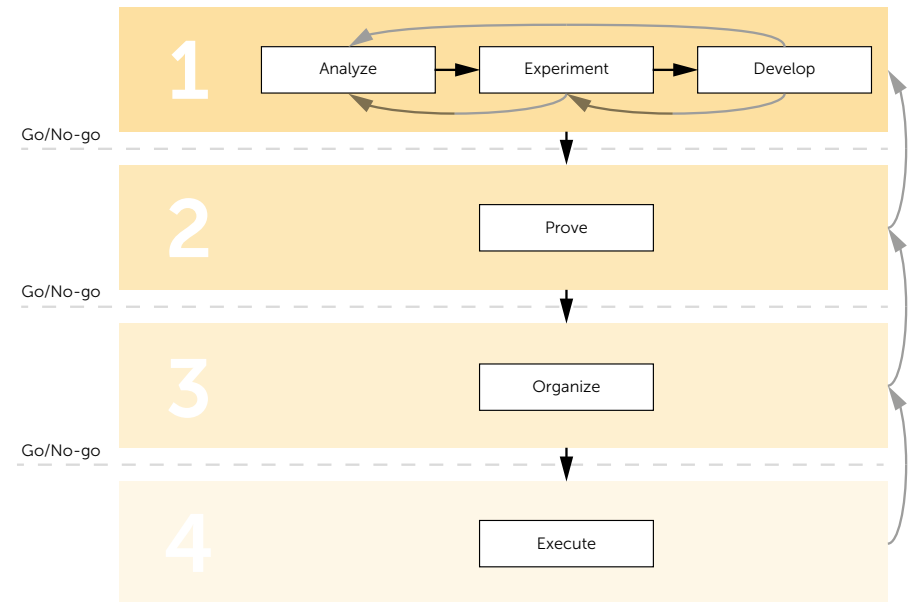 1
Analyze
Experiment
Develop
Go/No-go
2
Prove
Go/No-go
3
Organize
Go/No-go
4
Execute